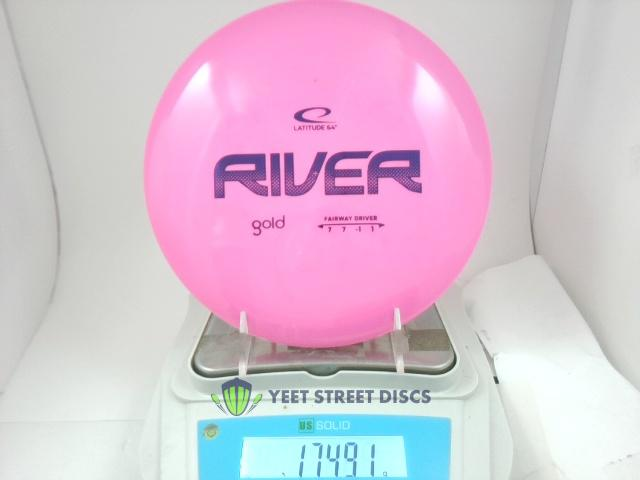 LATITUDE 64°
RIVER
gold
FAIRWAY DRIVER
7 7 -1 1
YEET STREET DISCS
US SOLID
174.91 g